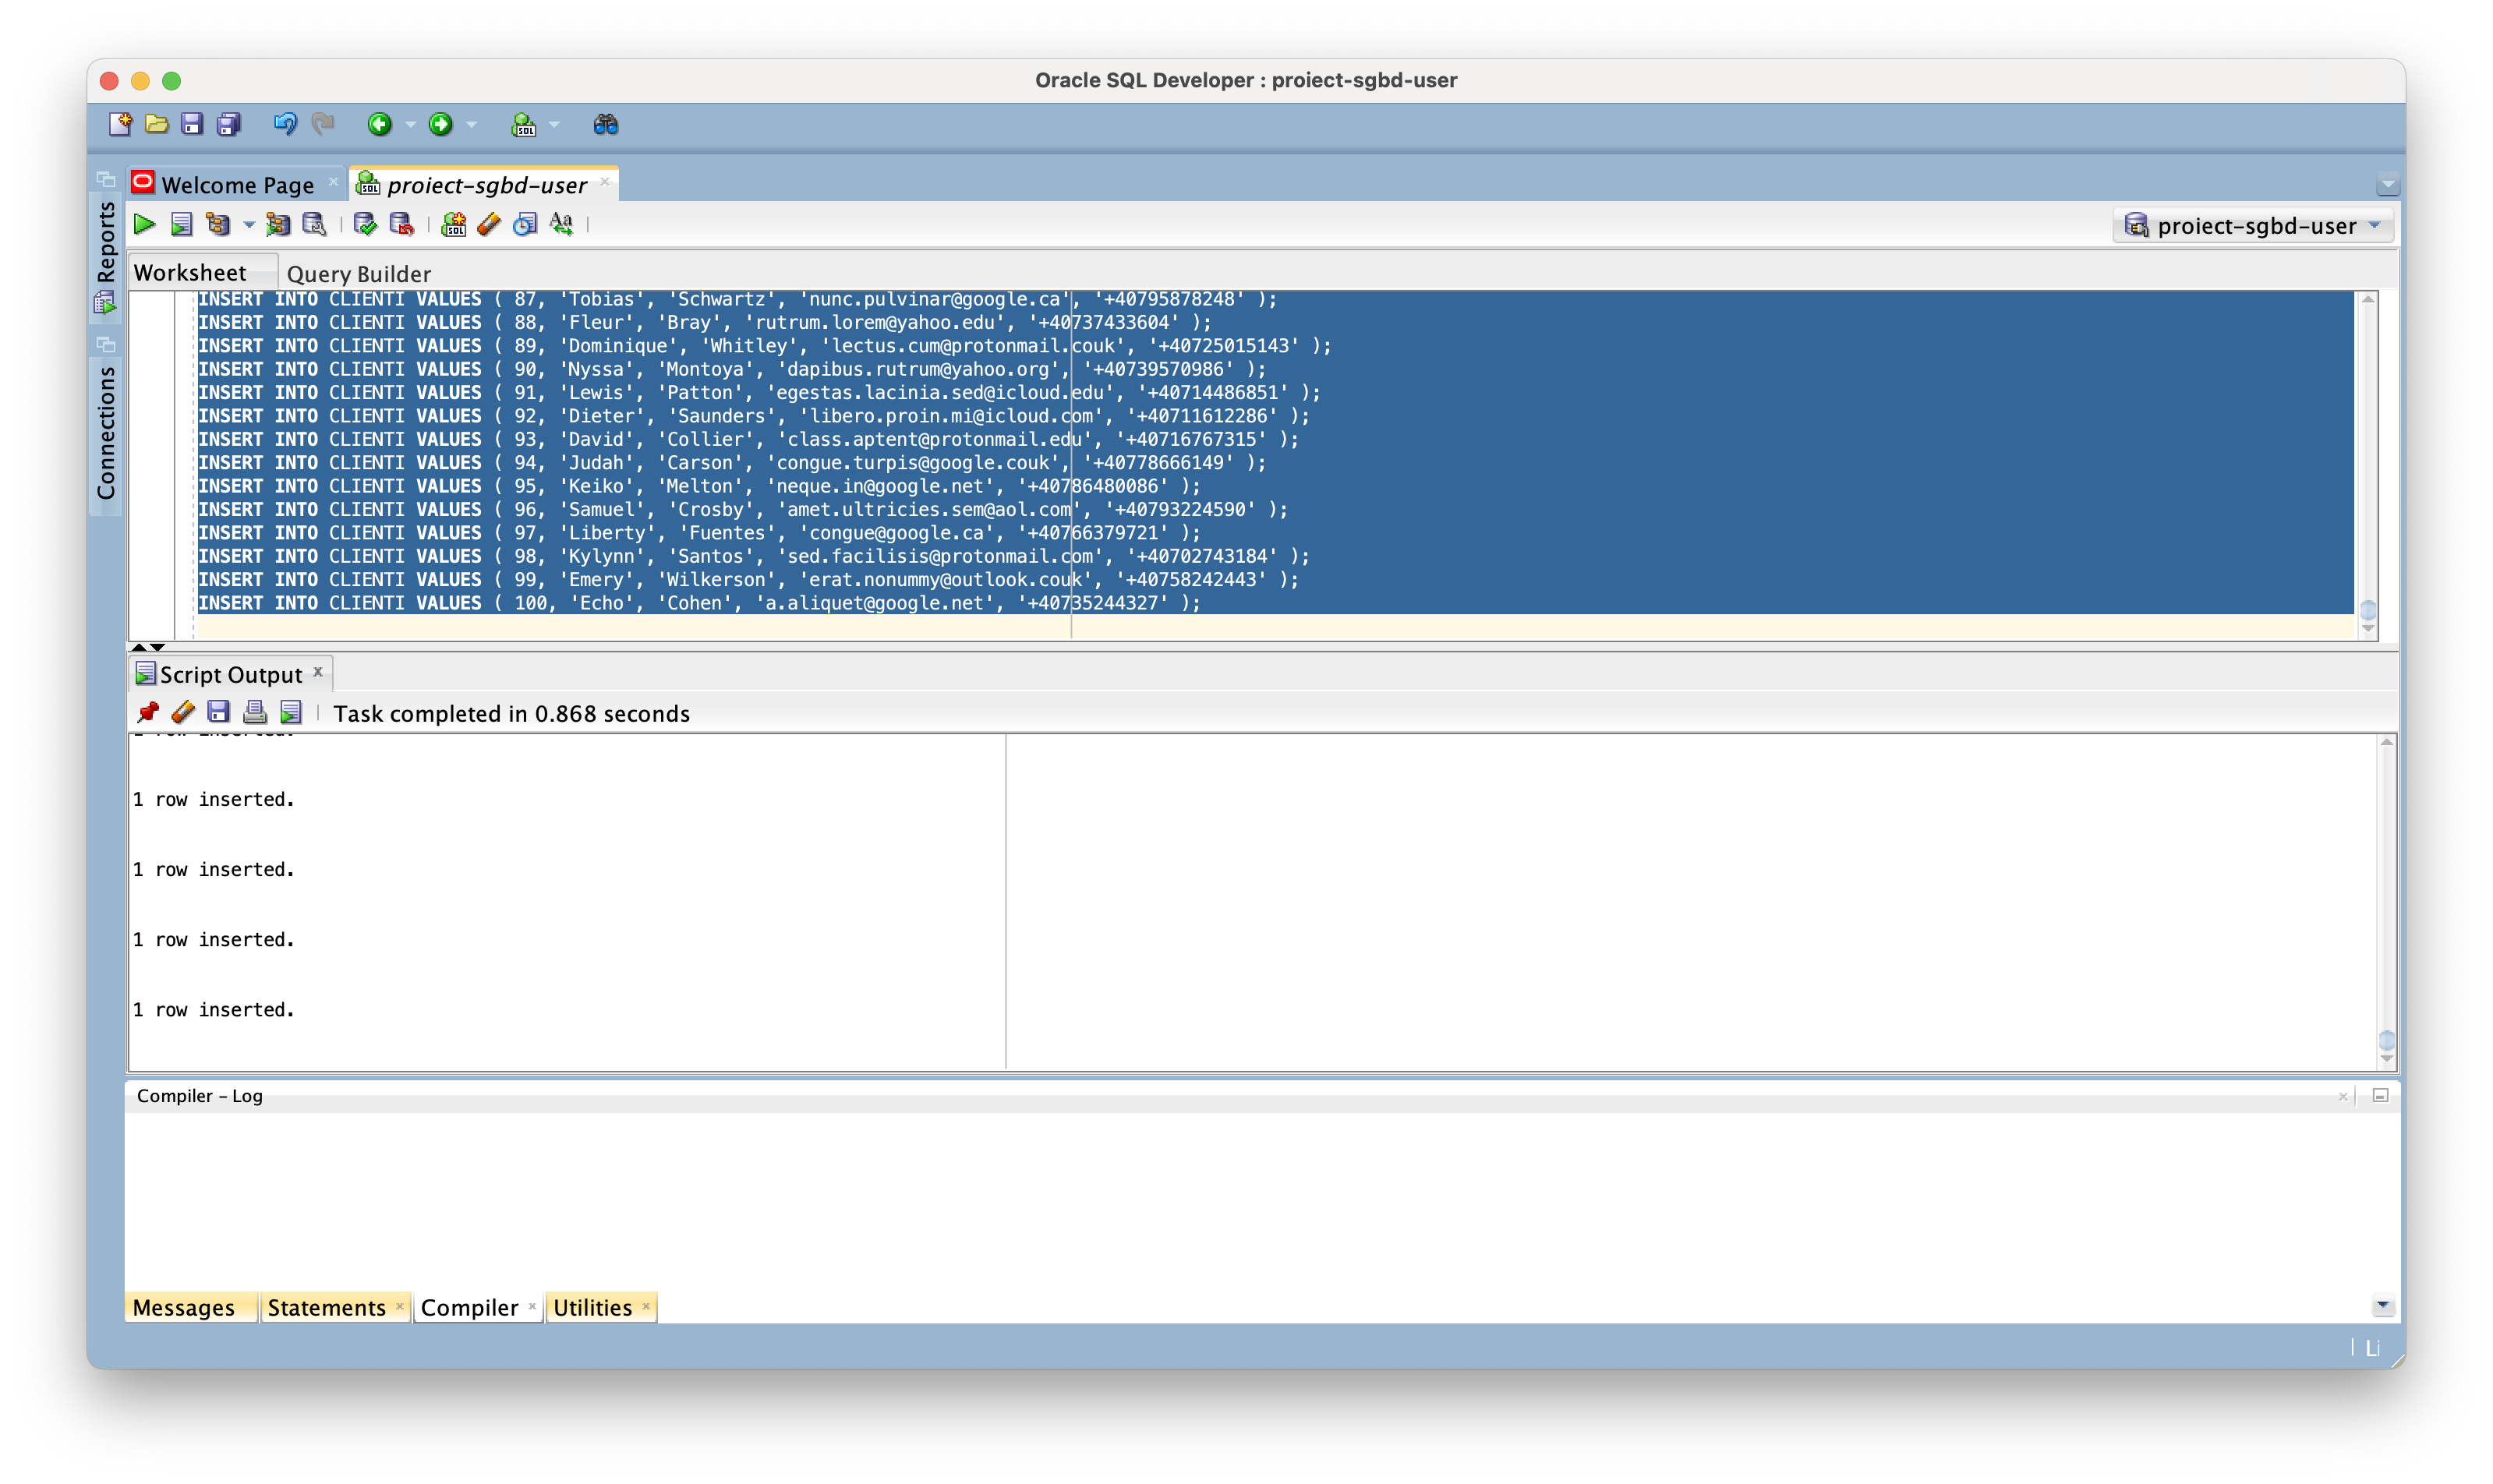 Oracle SQL Developer : proiect-sgbd-user
Welcome Page
proiect-sgbd-user
Reports
Connections
proiect-sgbd-user
Worksheet
Query Builder
INSERT INTO CLIENTI VALUES ( 87, 'Tobias', 'Schwartz', 'nunc.pulvinar@google.ca', '+40795878248' );
INSERT INTO CLIENTI VALUES ( 88, 'Fleur', 'Bray', 'rutrum.lorem@yahoo.edu', '+40737433604' );
INSERT INTO CLIENTI VALUES ( 89, 'Dominique', 'Whitley', 'lectus.cum@protonmail.couk', '+40725015143' );
INSERT INTO CLIENTI VALUES ( 90, 'Nyssa', 'Montoya', 'dapibus.rutrum@yahoo.org', '+40739570986' );
INSERT INTO CLIENTI VALUES ( 91, 'Lewis', 'Patton', 'egestas.lacinia.sed@icloud.edu', '+40714486851' );
INSERT INTO CLIENTI VALUES ( 92, 'Dieter', 'Saunders', 'libero.proin.mi@icloud.com', '+40711612286' );
INSERT INTO CLIENTI VALUES ( 93, 'David', 'Collier', 'class.aptent@protonmail.edu', '+40716767315' );
INSERT INTO CLIENTI VALUES ( 94, 'Judah', 'Carson', 'congue.turpis@google.couk', '+40778666149' );
INSERT INTO CLIENTI VALUES ( 95, 'Keiko', 'Melton', 'neque.in@google.net', '+40786480086' );
INSERT INTO CLIENTI VALUES ( 96, 'Samuel', 'Crosby', 'amet.ultricies.sem@aol.com', '+40793224590' );
INSERT INTO CLIENTI VALUES ( 97, 'Liberty', 'Fuentes', 'congue@google.ca', '+40766379721' );
INSERT INTO CLIENTI VALUES ( 98, 'Kylynn', 'Santos', 'sed.facilisis@protonmail.com', '+40702743184' );
INSERT INTO CLIENTI VALUES ( 99, 'Emery', 'Wilkerson', 'erat.nonummy@outlook.couk', '+40758242443' );
INSERT INTO CLIENTI VALUES ( 100, 'Echo', 'Cohen', 'a.aliquet@google.net', '+40735244327' );
Script Output
Task completed in 0.868 seconds
1 row inserted.
1 row inserted.
1 row inserted.
1 row inserted.
1 row inserted.
Compiler - Log
Messages
Statements
Compiler
Utilities
Li